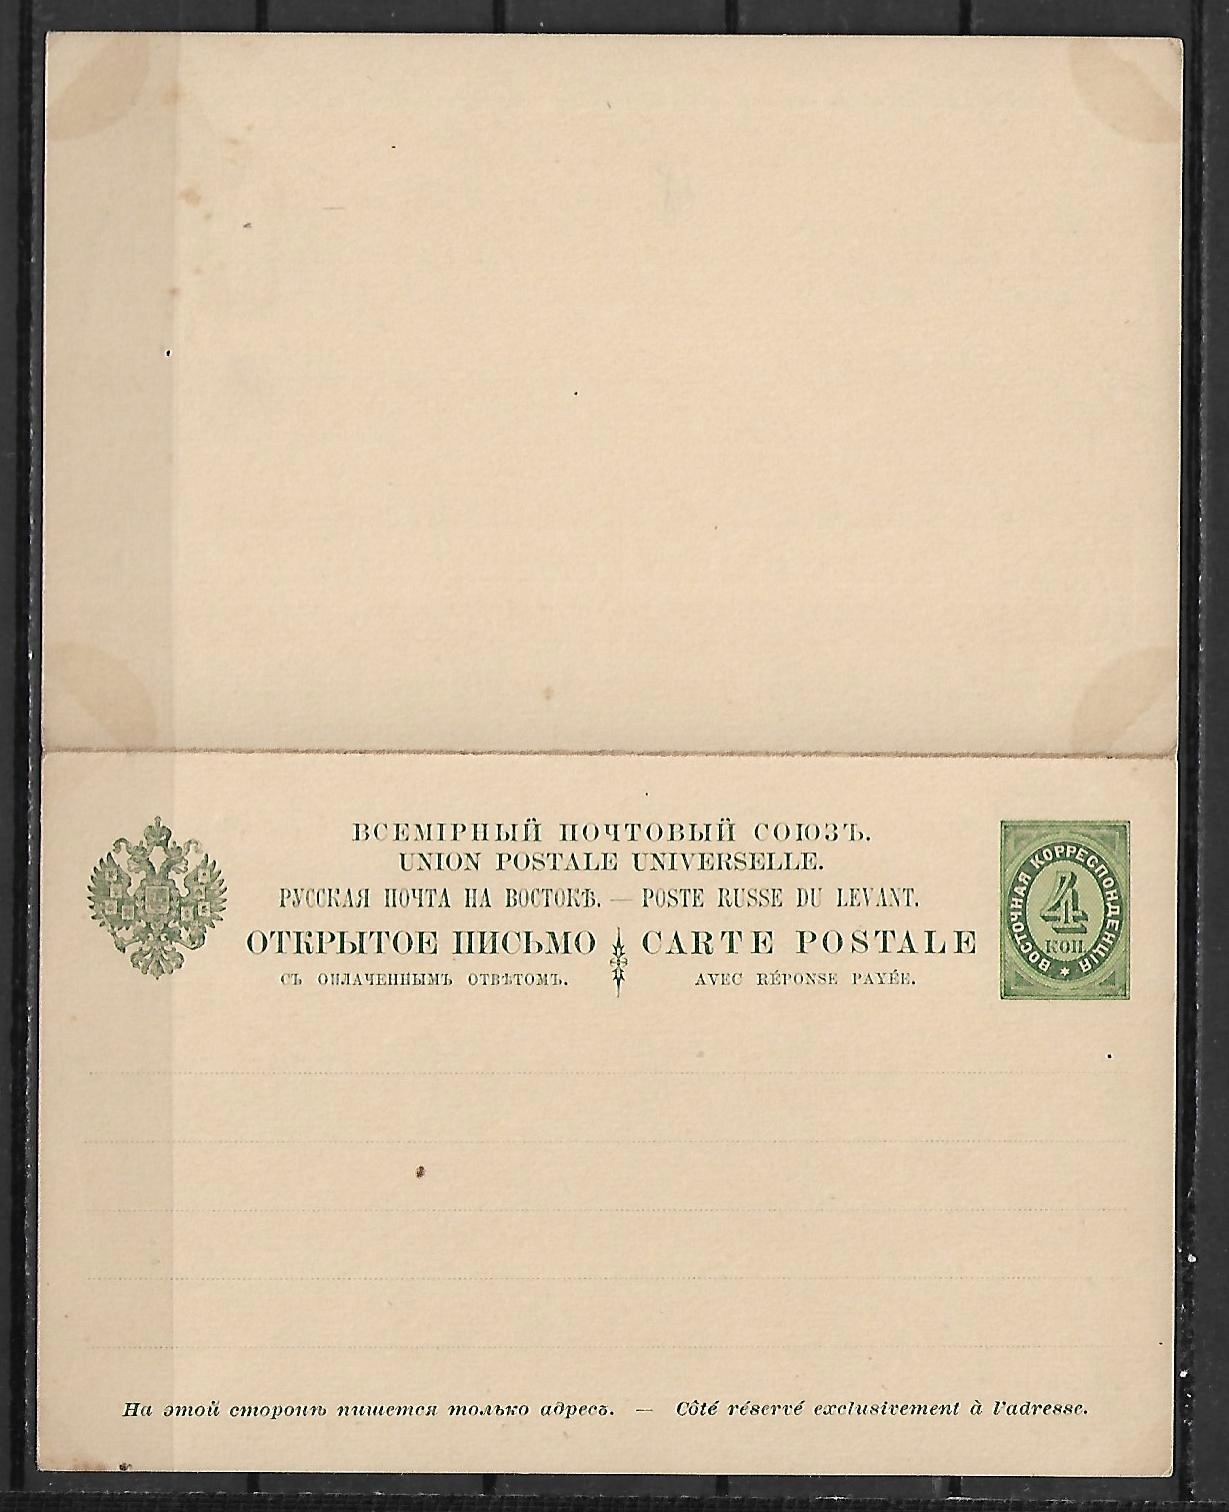 ВСЕМІРНЫЙ ПОЧТОВЫЙ СОЮЗЪ.
UNION POSTALE UNIVERSELLE.
РУССКАЯ ПОЧТА НА ВОСТОКѢ. — POSTE RUSSE DU LEVANT.
ОТКРЫТОЕ ПИСЬМО CARTE POSTALE
СЪ ОПЛАЧЕННЫМЪ ОТВѢТОМЪ. AVEC RÉPONSE PAYÉE.
ВОСТОЧНАЯ КОРРЕСПОНДЕНЦІЯ
4
КОП.
На этой сторонѣ пишется только адресъ. — Côté réservé exclusivement à l'adresse.